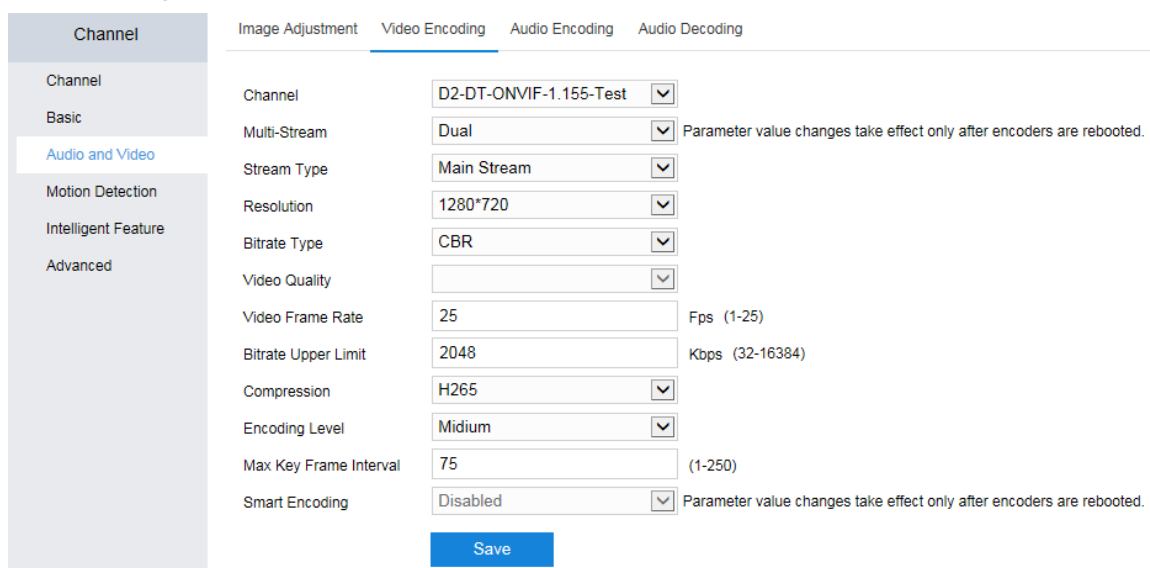 Channel
Channel
Basic
Audio and Video
Motion Detection
Intelligent Feature
Advanced
Image Adjustment Video Encoding Audio Encoding Audio Decoding
Channel D2-DT-ONVIF-1.155-Test
Multi-Stream Dual Parameter value changes take effect only after encoders are rebooted.
Stream Type Main Stream
Resolution 1280*720
Bitrate Type CBR
Video Quality
Video Frame Rate 25 Fps (1-25)
Bitrate Upper Limit 2048 Kbps (32-16384)
Compression H265
Encoding Level Midium
Max Key Frame Interval 75 (1-250)
Smart Encoding Disabled Parameter value changes take effect only after encoders are rebooted.
Save